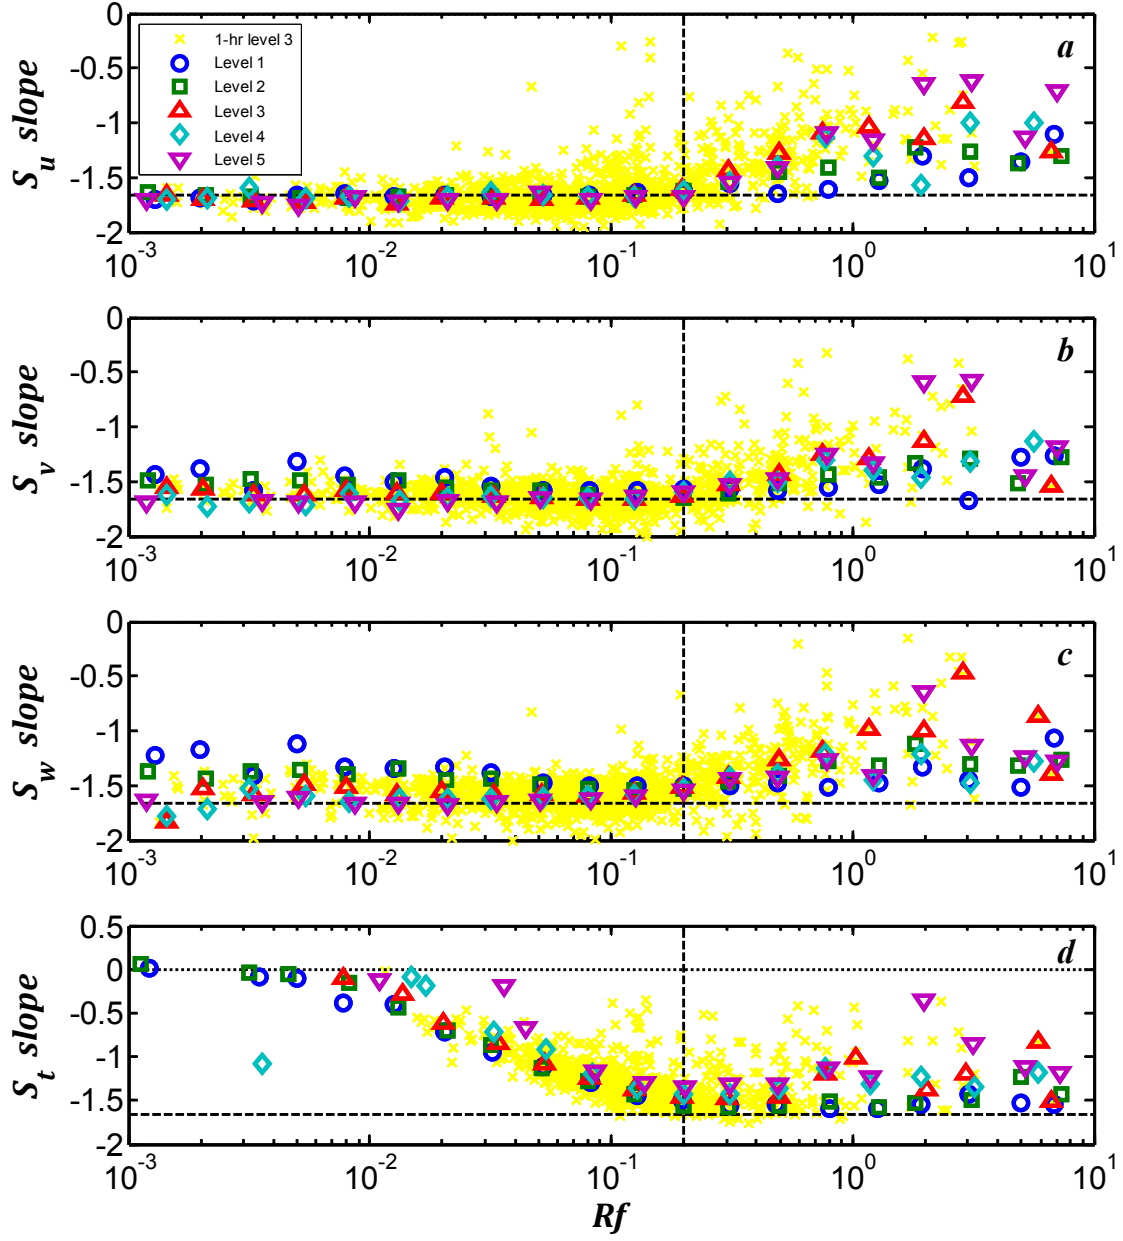 0
-0.5
-1
-1.5
-2
S_u slope
1-hr level 3
Level 1
Level 2
Level 3
Level 4
Level 5
a
10^-3 10^-2 10^-1 10^0 10^1
0
-0.5
-1
-1.5
-2
S_v slope
b
10^-3 10^-2 10^-1 10^0 10^1
0
-0.5
-1
-1.5
-2
S_w slope
c
10^-3 10^-2 10^-1 10^0 10^1
0.5
0
-0.5
-1
-1.5
-2
S_t slope
d
10^-3 10^-2 10^-1 10^0 10^1
Rf